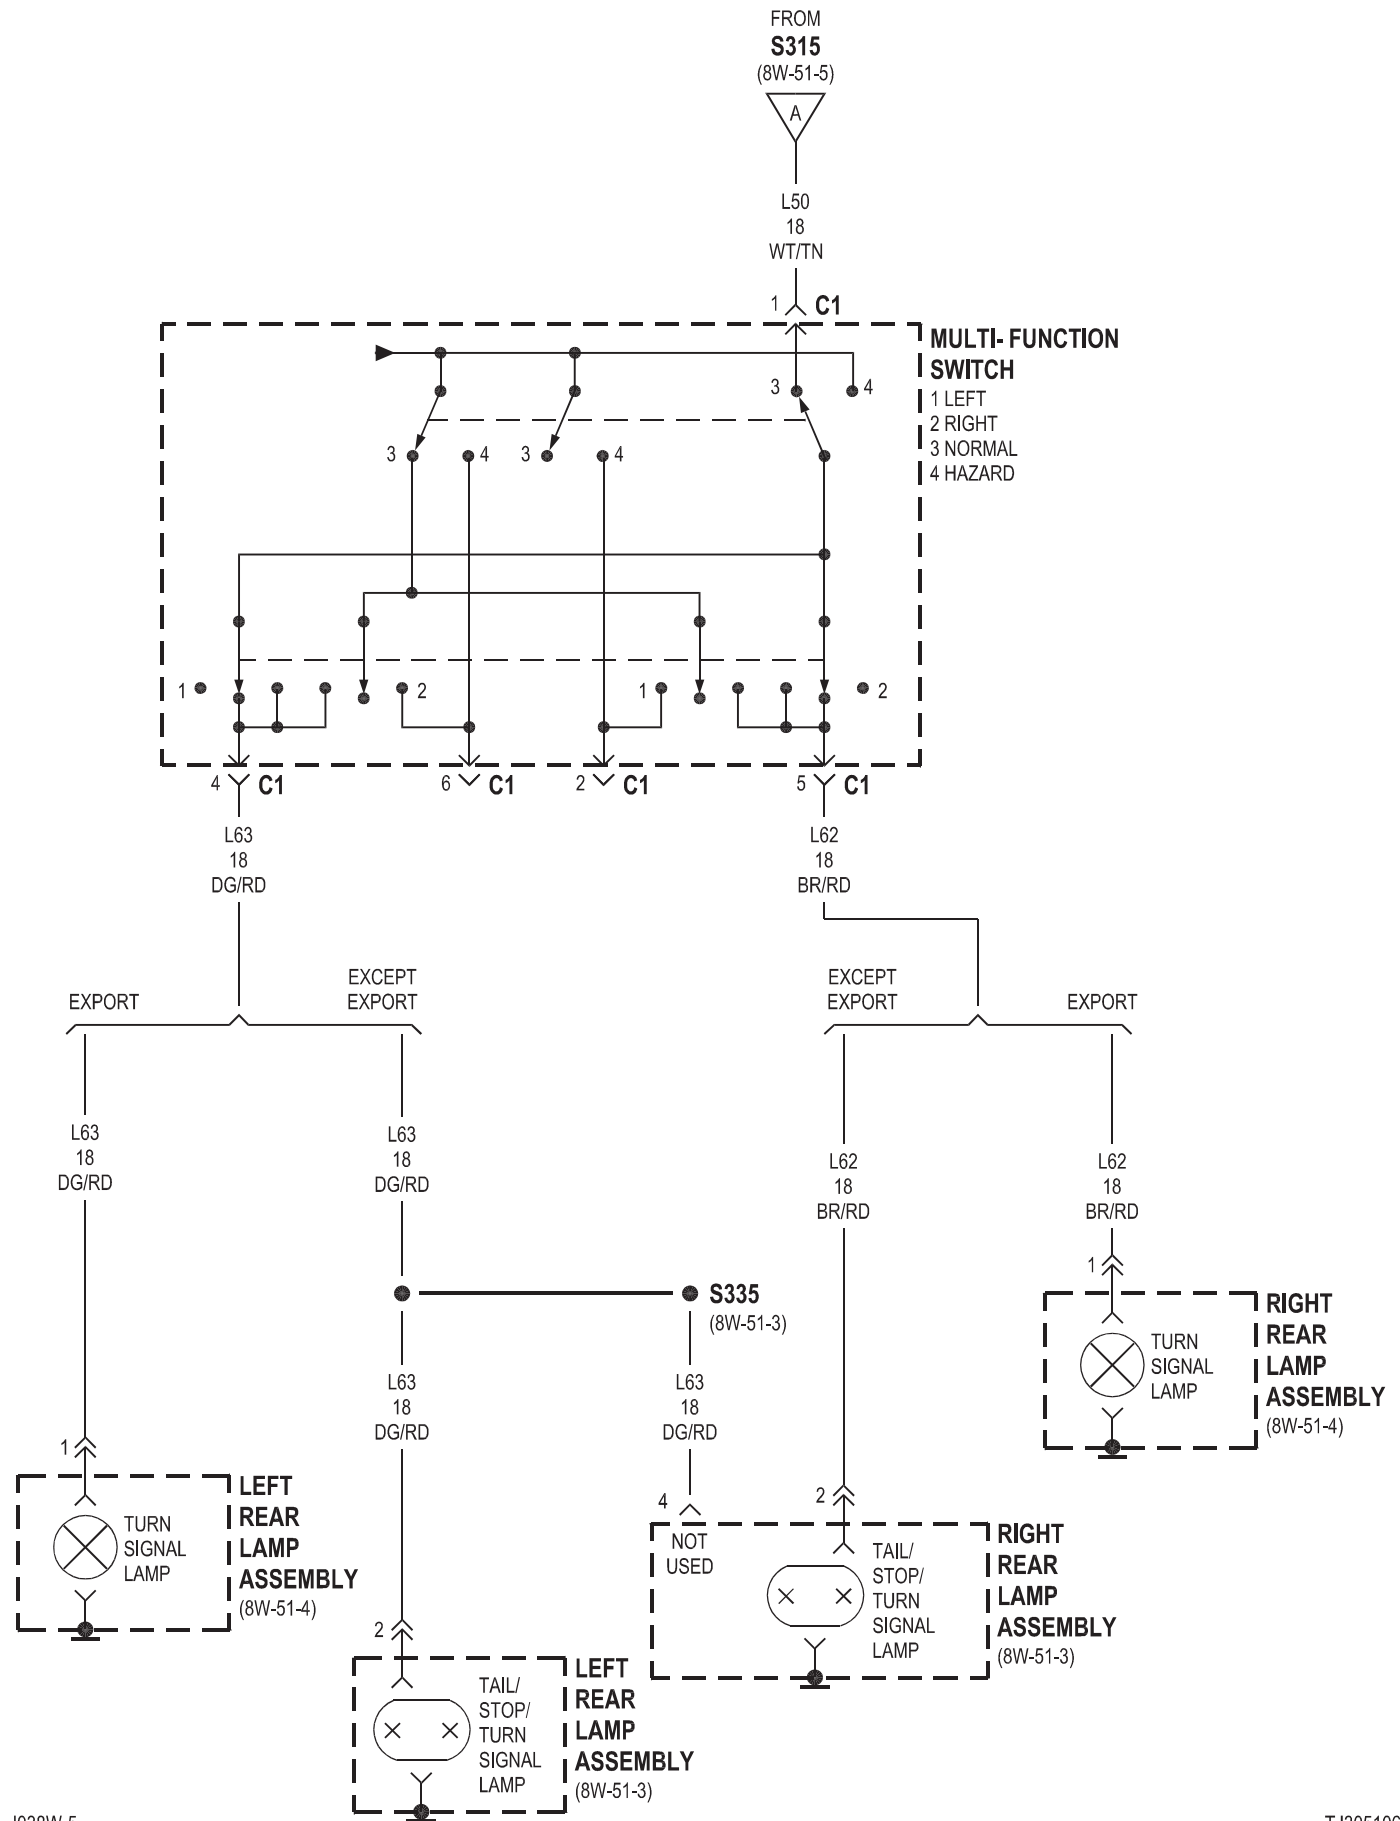 FROM
S315
(8W-51-5)
A
L50
18
WT/TN
1 C1
MULTI- FUNCTION
SWITCH
1 LEFT
2 RIGHT
3 NORMAL
4 HAZARD
3 4
3 4 3 4
1 2 1 2
4 C1 6 C1 2 C1 5 C1
L63
18
DG/RD
L62
18
BR/RD
EXPORT
EXCEPT
EXPORT
EXCEPT
EXPORT
EXPORT
L63
18
DG/RD
L63
18
DG/RD
L62
18
BR/RD
L62
18
BR/RD
S335
(8W-51-3)
1
TURN
SIGNAL
LAMP
RIGHT
REAR
LAMP
ASSEMBLY
(8W-51-4)
L63
18
DG/RD
L63
18
DG/RD
1
TURN
SIGNAL
LAMP
LEFT
REAR
LAMP
ASSEMBLY
(8W-51-4)
4
NOT
USED
2
TAIL/
STOP/
TURN
SIGNAL
LAMP
RIGHT
REAR
LAMP
ASSEMBLY
(8W-51-3)
2
TAIL/
STOP/
TURN
SIGNAL
LAMP
LEFT
REAR
LAMP
ASSEMBLY
(8W-51-3)